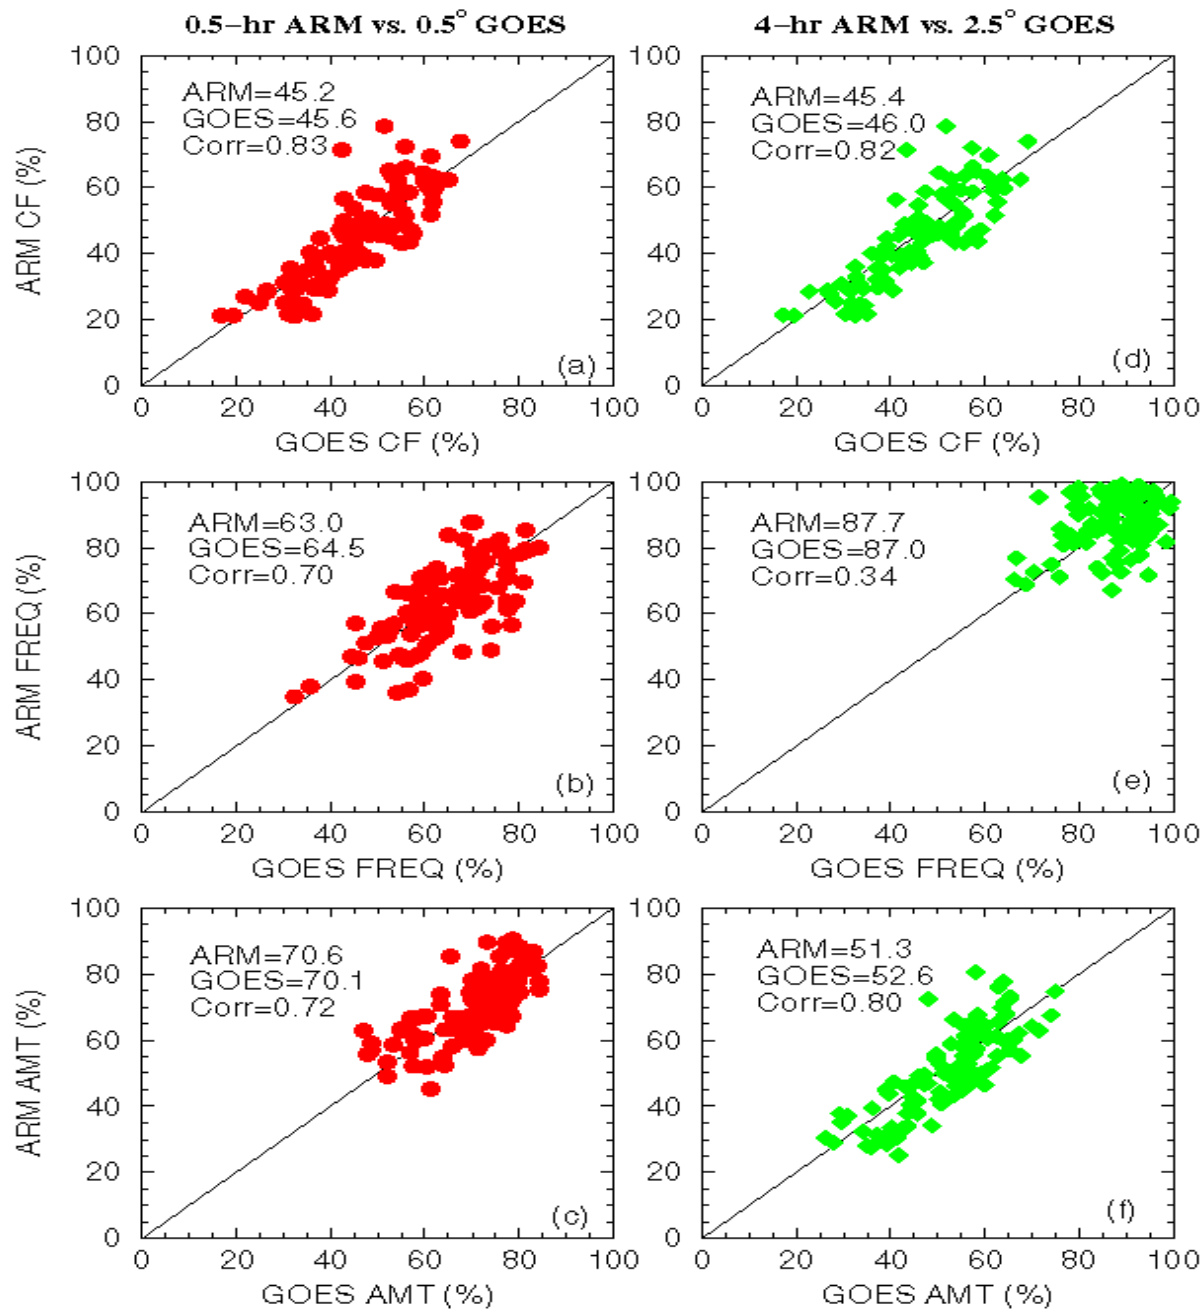 0.5−hr ARM vs. 0.5° GOES
4−hr ARM vs. 2.5° GOES
ARM CF (%)
100
80
60
40
20
0
ARM=45.2
GOES=45.6
Corr=0.83
(a)
0 20 40 60 80 100
GOES CF (%)
100
80
60
40
20
0
ARM=45.4
GOES=46.0
Corr=0.82
(d)
0 20 40 60 80 100
GOES CF (%)
ARM FREQ (%)
100
80
60
40
20
0
ARM=63.0
GOES=64.5
Corr=0.70
(b)
0 20 40 60 80 100
GOES FREQ (%)
100
80
60
40
20
0
ARM=87.7
GOES=87.0
Corr=0.34
(e)
0 20 40 60 80 100
GOES FREQ (%)
ARM AMT (%)
100
80
60
40
20
0
ARM=70.6
GOES=70.1
Corr=0.72
(c)
0 20 40 60 80 100
GOES AMT (%)
100
80
60
40
20
0
ARM=51.3
GOES=52.6
Corr=0.80
(f)
0 20 40 60 80 100
GOES AMT (%)